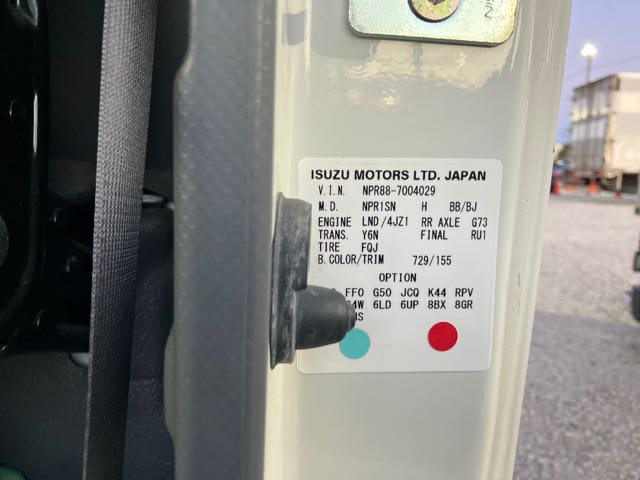 ISUZU MOTORS LTD. JAPAN
V.I.N. NPR88-7004029
M.D. NPR1SN H BB/BJ
ENGINE LND/4JZ1 RR AXLE G73
TRANS. Y6N FINAL RU1
TIRE FQJ
B.COLOR/TRIM 729/155
OPTION
FFO G50 JCQ K44 RPV
6LD 6UP 8BX 8GR